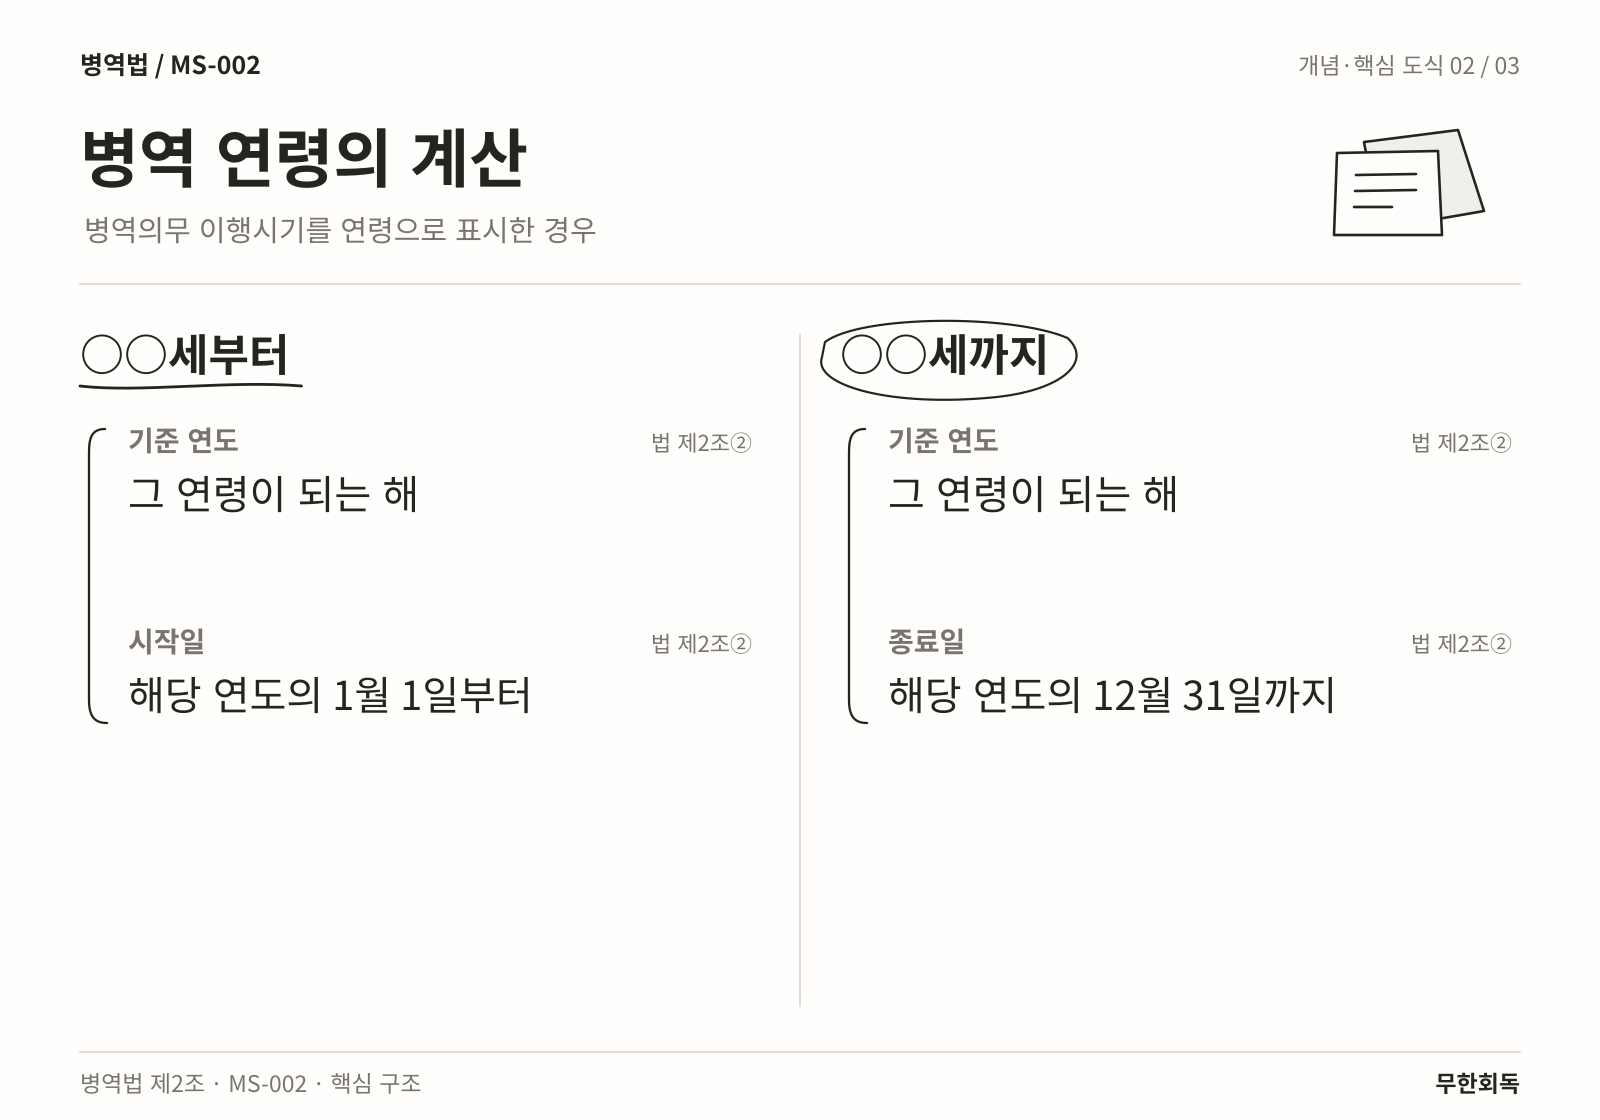 병역법 / MS-002
개념·핵심 도식 02 / 03
병역 연령의 계산
병역의무 이행시기를 연령으로 표시한 경우
○○세부터
기준 연도
법 제2조②
그 연령이 되는 해
시작일
법 제2조②
해당 연도의 1월 1일부터
○○세까지
기준 연도
법 제2조②
그 연령이 되는 해
종료일
법 제2조②
해당 연도의 12월 31일까지
병역법 제2조 · MS-002 · 핵심 구조
무한회독